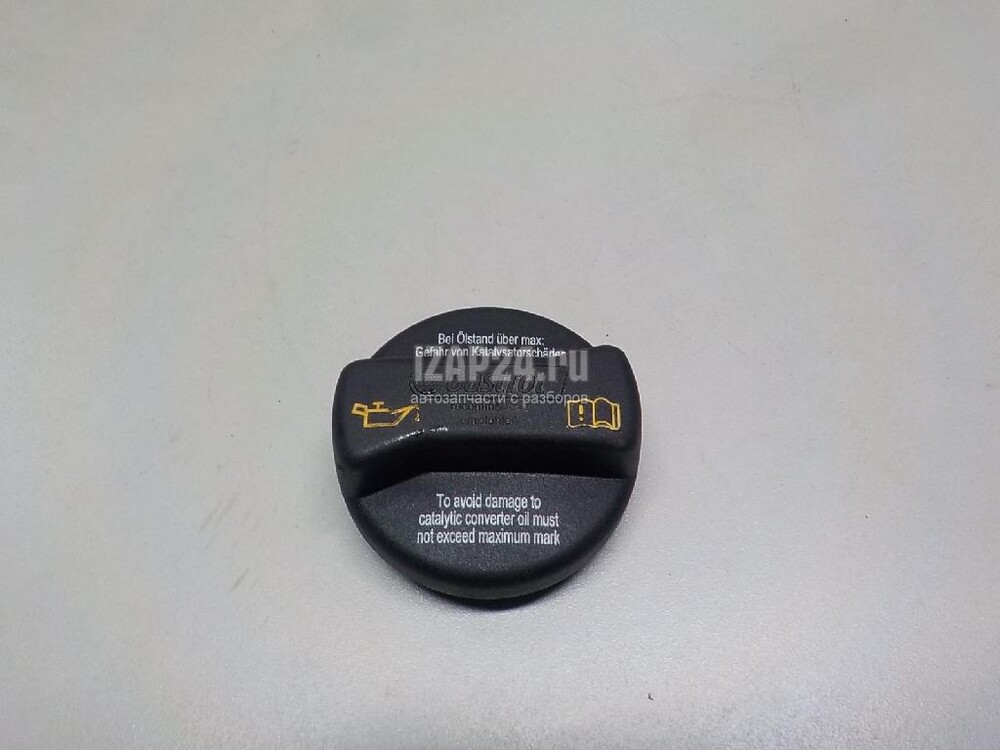 Bei Ölstand über max:
Gefahr von Katalysatorschäden
IZAP24.ru
Castrol
автозапчасти с разборов
To avoid damage to
catalytic converter oil must
not exceed maximum mark